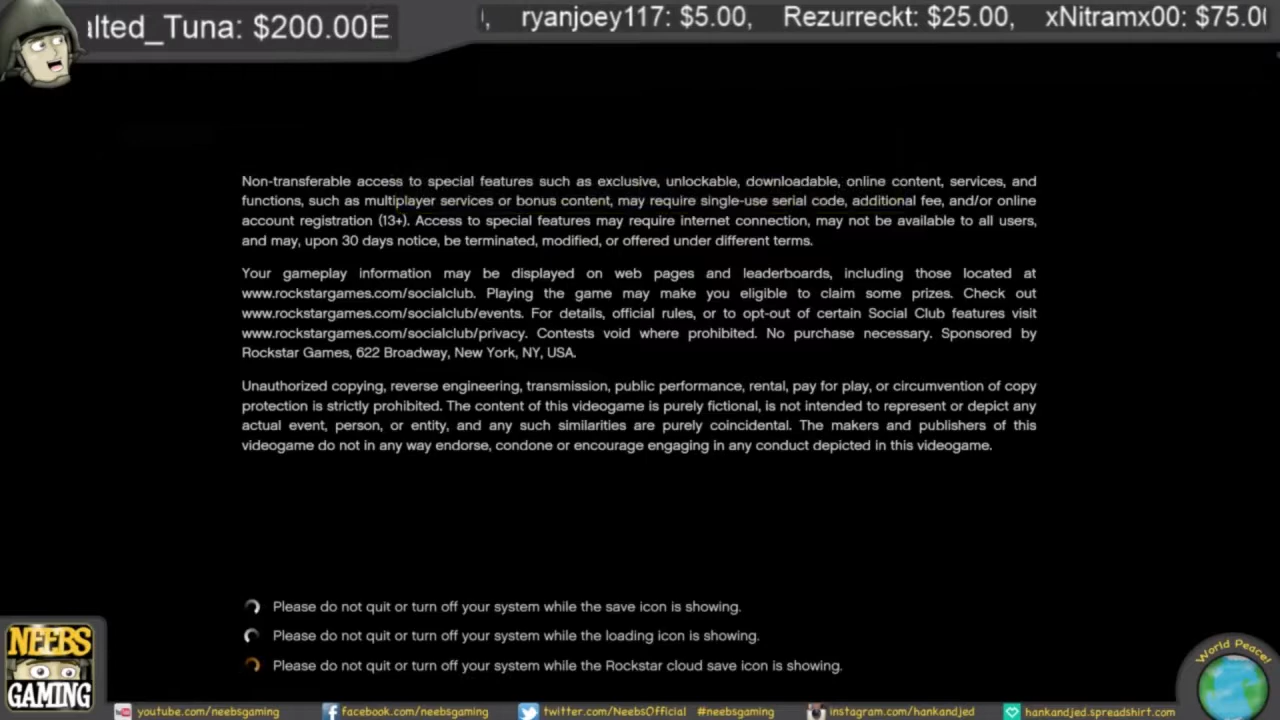 alted_Tuna: $200.00E
ryanjoey117: $5.00, Rezurreckt: $25.00, xNitramx00: $75.0
Non-transferable access to special features such as exclusive, unlockable, downloadable, online content, services, and
functions, such as multiplayer services or bonus content, may require single-use serial code, additional fee, and/or online
account registration (13+). Access to special features may require internet connection, may not be available to all users,
and may, upon 30 days notice, be terminated, modified, or offered under different terms.
Your gameplay information may be displayed on web pages and leaderboards, including those located at
www.rockstargames.com/socialclub. Playing the game may make you eligible to claim some prizes. Check out
www.rockstargames.com/socialclub/events. For details, official rules, or to opt-out of certain Social Club features visit
www.rockstargames.com/socialclub/privacy. Contests void where prohibited. No purchase necessary. Sponsored by
Rockstar Games, 622 Broadway, New York, NY, USA.
Unauthorized copying, reverse engineering, transmission, public performance, rental, pay for play, or circumvention of copy
protection is strictly prohibited. The content of this videogame is purely fictional, is not intended to represent or depict any
actual event, person, or entity, and any such similarities are purely coincidental. The makers and publishers of this
videogame do not in any way endorse, condone or encourage engaging in any conduct depicted in this videogame.
Please do not quit or turn off your system while the save icon is showing.
Please do not quit or turn off your system while the loading icon is showing.
Please do not quit or turn off your system while the Rockstar cloud save icon is showing.
NEEBS
GAMING
World Peace!
youtube.com/neebsgaming facebook.com/neebsgaming twitter.com/NeebsOfficial #neebsgaming instagram.com/hankandjed hankandjed.spreadshirt.com